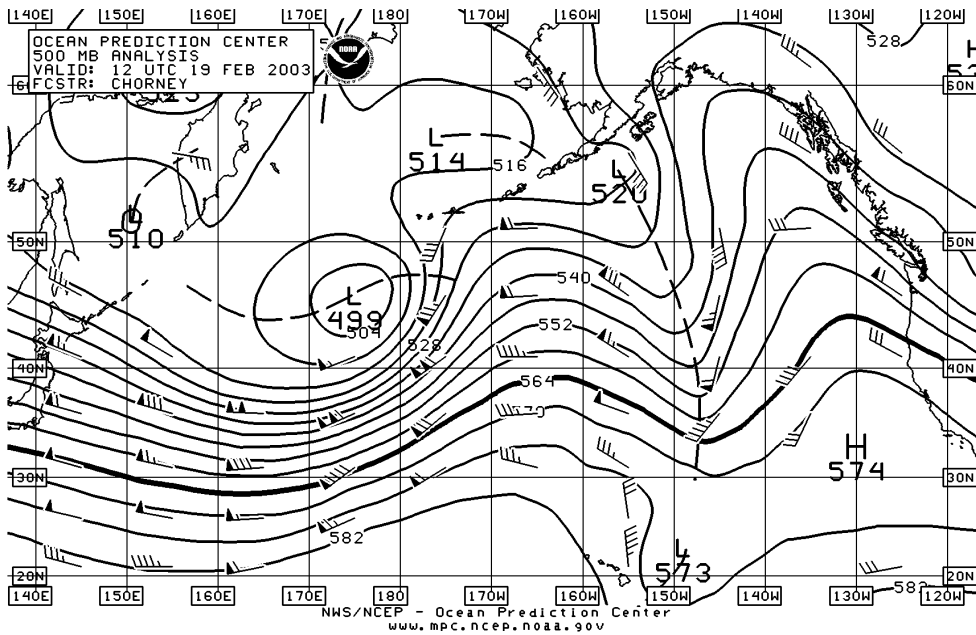 140E 150E 160E 170E 180 170W 160W 150W 140W 130W 120W
OCEAN PREDICTION CENTER
500 MB ANALYSIS
VALID: 12 UTC 19 FEB 2003
FCSTR: CHORNEY
NOAA
528
H
60N
L
514
516
L
520
L
510
50N 50N
L
499
504
540
528
552
40N 40N
564
570
H
574
30N 30N
582
L
573
20N 20N
582
140E 150E 160E 170E 180 170W 160W 150W 140W 130W 120W
NWS/NCEP - Ocean Prediction Center
www.mpc.ncep.noaa.gov